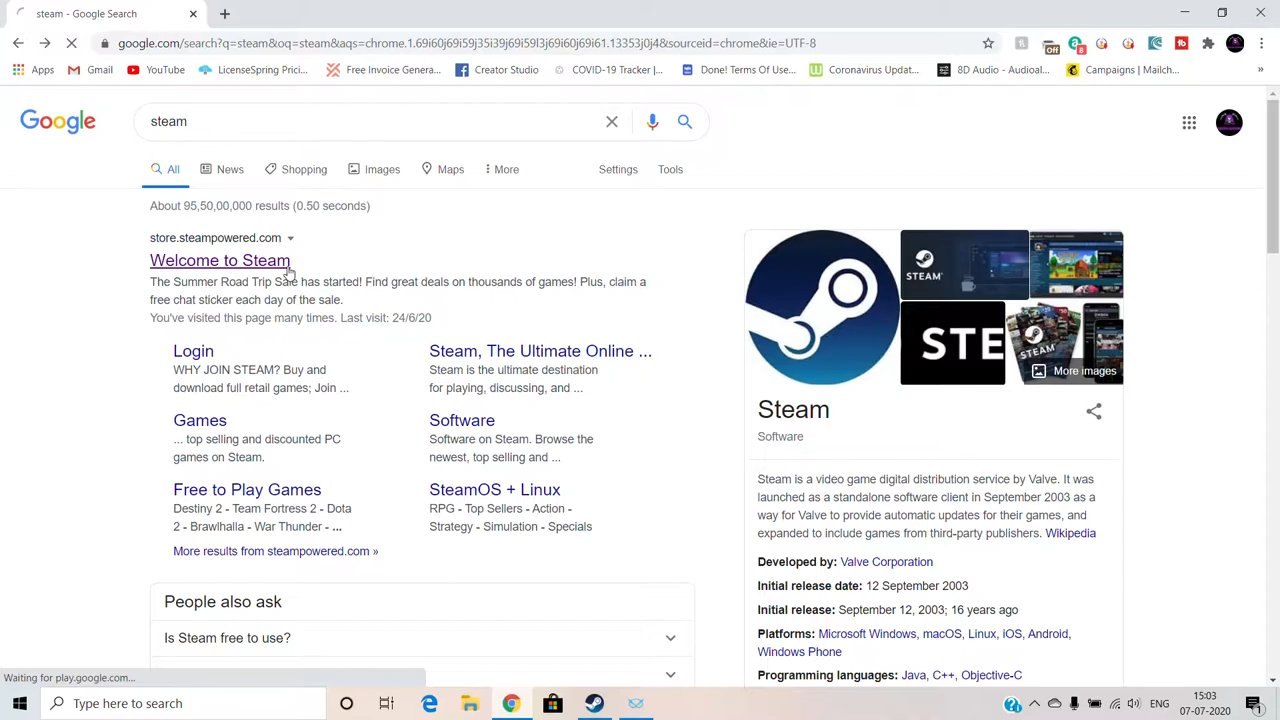 steam - Google Search
google.com/search?q=steam&oq=steam&aqs=chrome.1.69i60j69i59j35i39j69i59l3j69i60j69i61.13353j0j4&sourceid=chrome&ie=UTF-8
Off
8
Apps
Gmail
YouTube
LicenseSpring Prici...
Free Invoice Genera...
Creator Studio
COVID-19 Tracker |...
Done! Terms Of Use...
Coronavirus Updat...
8D Audio - Audioal...
Campaigns | Mailch...
»
Google
steam
All
News
Shopping
Images
Maps
More
Settings
Tools
About 95,50,00,000 results (0.50 seconds)
store.steampowered.com
Welcome to Steam
The Summer Road Trip Sale has started! Find great deals on thousands of games! Plus, claim a
free chat sticker each day of the sale.
You've visited this page many times. Last visit: 24/6/20
Login
WHY JOIN STEAM? Buy and
download full retail games; Join ...
Steam, The Ultimate Online ...
Steam is the ultimate destination
for playing, discussing, and ...
Games
... top selling and discounted PC
games on Steam.
Software
Software on Steam. Browse the
newest, top selling and ...
Free to Play Games
Destiny 2 - Team Fortress 2 - Dota
2 - Brawlhalla - War Thunder - ...
SteamOS + Linux
RPG - Top Sellers - Action -
Strategy - Simulation - Specials
More results from steampowered.com »
People also ask
Is Steam free to use?
STEAM
STE
STEAM
More images
Steam
Software
Steam is a video game digital distribution service by Valve. It was
launched as a standalone software client in September 2003 as a
way for Valve to provide automatic updates for their games, and
expanded to include games from third-party publishers. Wikipedia
Developed by: Valve Corporation
Initial release date: 12 September 2003
Initial release: September 12, 2003; 16 years ago
Platforms: Microsoft Windows, macOS, Linux, iOS, Android,
Windows Phone
Programming languages: Java, C++, Objective-C
Waiting for play.google.com...
Type here to search
ENG
15:03
07-07-2020
1